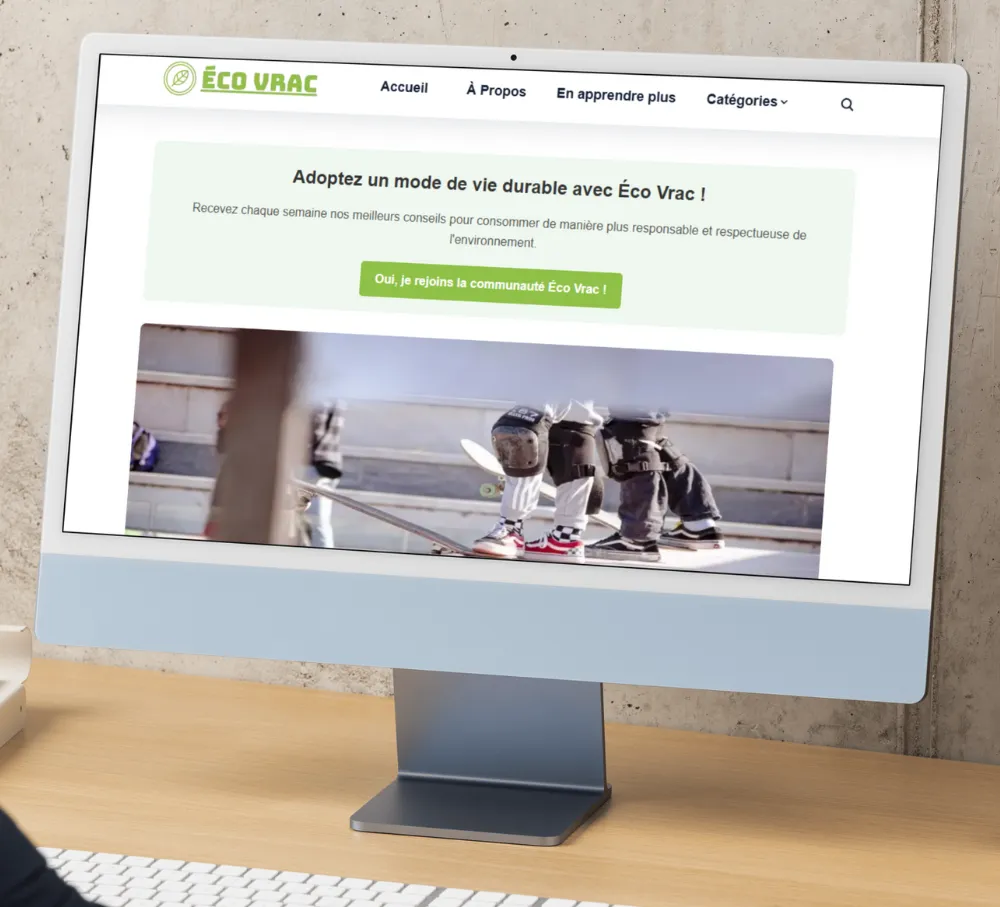 ÉCO VRAC
Accueil
À Propos
En apprendre plus
Catégories
Adoptez un mode de vie durable avec Éco Vrac !
Recevez chaque semaine nos meilleurs conseils pour consommer de manière plus responsable et respectueuse de
l'environnement.
Oui, je rejoins la communauté Éco Vrac !